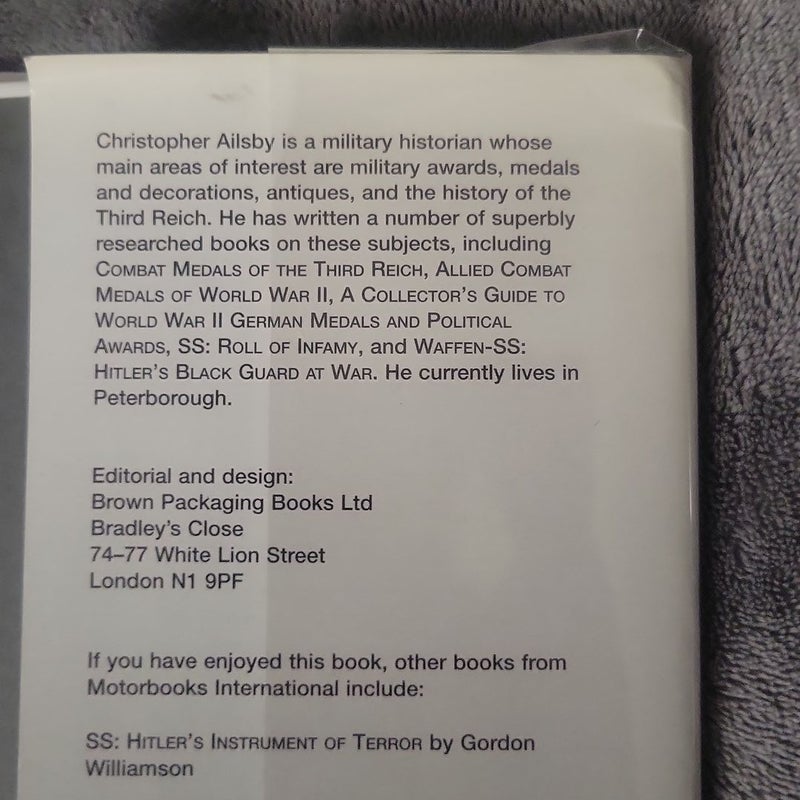 Christopher Ailsby is a military historian whose
main areas of interest are military awards, medals
and decorations, antiques, and the history of the
Third Reich. He has written a number of superbly
researched books on these subjects, including
COMBAT MEDALS OF THE THIRD REICH, ALLIED COMBAT
MEDALS OF WORLD WAR II, A COLLECTOR'S GUIDE TO
WORLD WAR II GERMAN MEDALS AND POLITICAL
AWARDS, SS: ROLL OF INFAMY, and WAFFEN-SS:
HITLER'S BLACK GUARD AT WAR. He currently lives in
Peterborough.
Editorial and design:
Brown Packaging Books Ltd
Bradley's Close
74–77 White Lion Street
London N1 9PF
If you have enjoyed this book, other books from
Motorbooks International include:
SS: HITLER'S INSTRUMENT OF TERROR by Gordon
Williamson